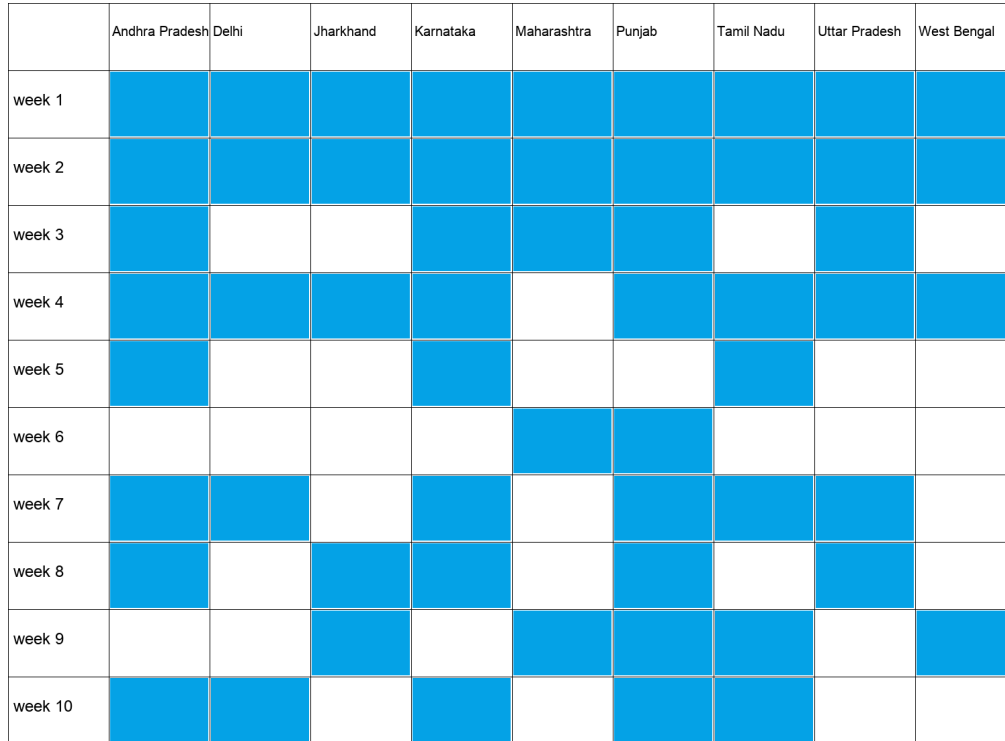 Andhra Pradesh Delhi Jharkhand Karnataka Maharashtra Punjab Tamil Nadu Uttar Pradesh West Bengal
week 1
week 2
week 3
week 4
week 5
week 6
week 7
week 8
week 9
week 10